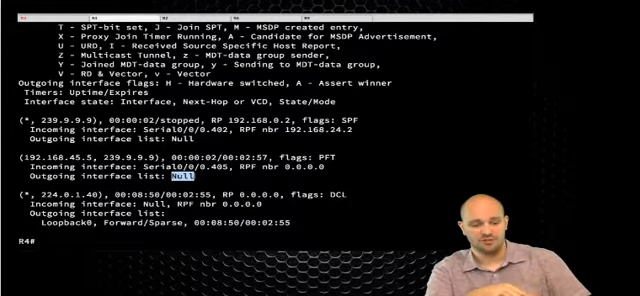 R4 R1 R2 R6
T - SPT-bit set, J - Join SPT, M - MSDP created entry,
X - Proxy Join Timer Running, A - Candidate for MSDP Advertisement,
U - URD, I - Received Source Specific Host Report,
Z - Multicast Tunnel, z - MDT-data group sender,
Y - Joined MDT-data group, y - Sending to MDT-data group,
V - RD & Vector, v - Vector
Outgoing interface flags: H - Hardware switched, A - Assert winner
Timers: Uptime/Expires
Interface state: Interface, Next-Hop or VCD, State/Mode
(*, 239.9.9.9), 00:00:02/stopped, RP 192.168.0.2, flags: SPF
Incoming interface: Serial0/0/0.402, RPF nbr 192.168.24.2
Outgoing interface list: Null
(192.168.45.5, 239.9.9.9), 00:00:02/00:02:57, flags: PFT
Incoming interface: Serial0/0/0.405, RPF nbr 0.0.0.0
Outgoing interface list: Null
(*, 224.0.1.40), 00:08:50/00:02:55, RP 0.0.0.0, flags: DCL
Incoming interface: Null, RPF nbr 0.0.0.0
Outgoing interface list:
Loopback0, Forward/Sparse, 00:08:50/00:02:55
R4#